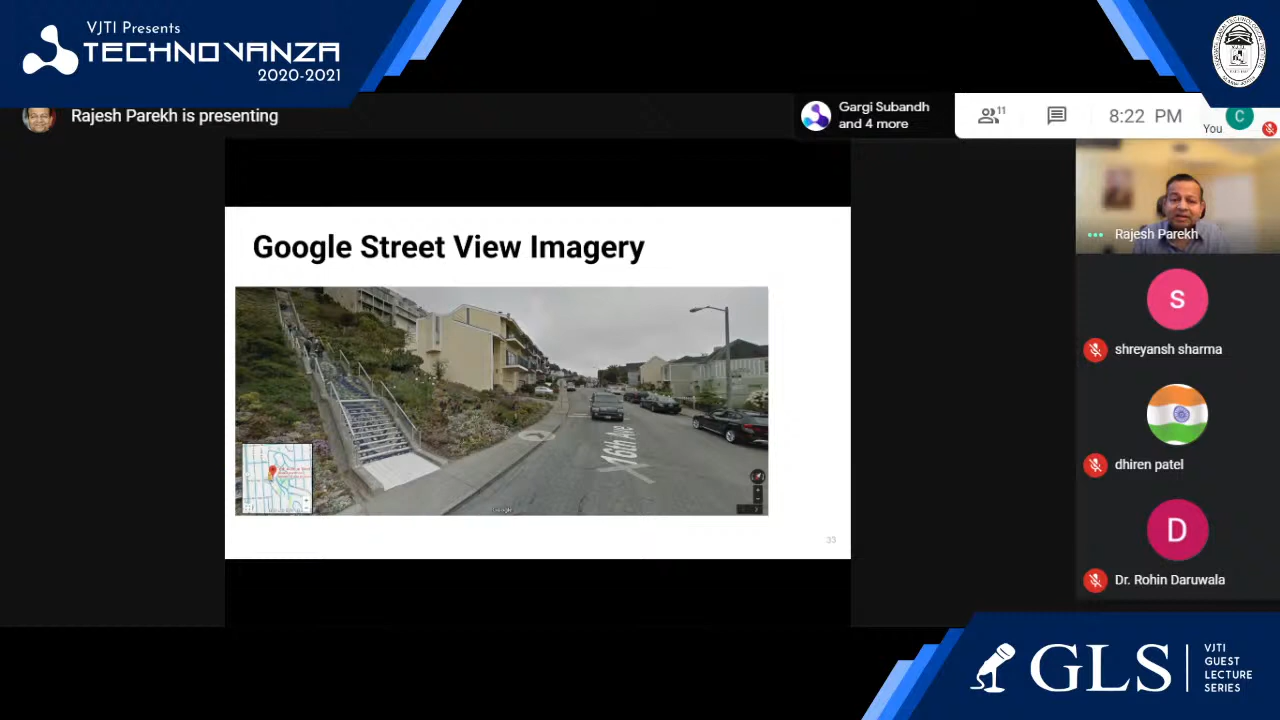 VJTI Presents
TECHNOVANZA
2020-2021
Rajesh Parekh is presenting
Gargi Subandh
and 4 more
11
8:22 PM
You
C
Rajesh Parekh
Google Street View Imagery
16th Ave
Google
33
S
shreyansh sharma
dhiren patel
D
Dr. Rohin Daruwala
GLS
VJTI
GUEST
LECTURE
SERIES